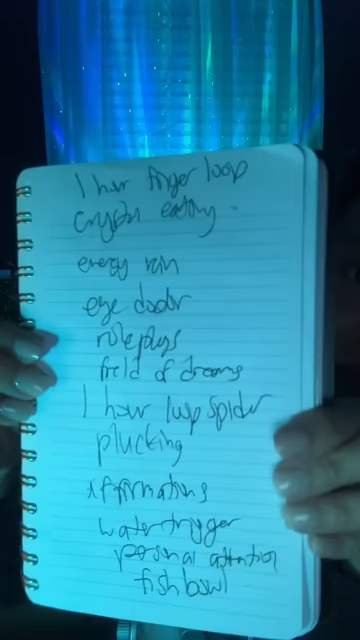 1 hour finger loop
crystal eating
energy rain
eye doctor
roleplays
field of dreams
1 hour loop spider
plucking
affirmations
water trigger
personal attention
fishbowl